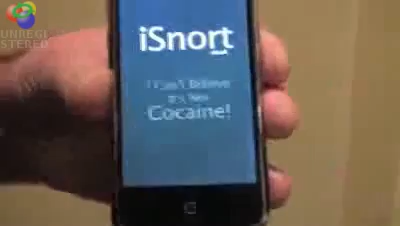 UNREGI
STERED
iSnort
I Can't Believe
It's Not
Cocaine!